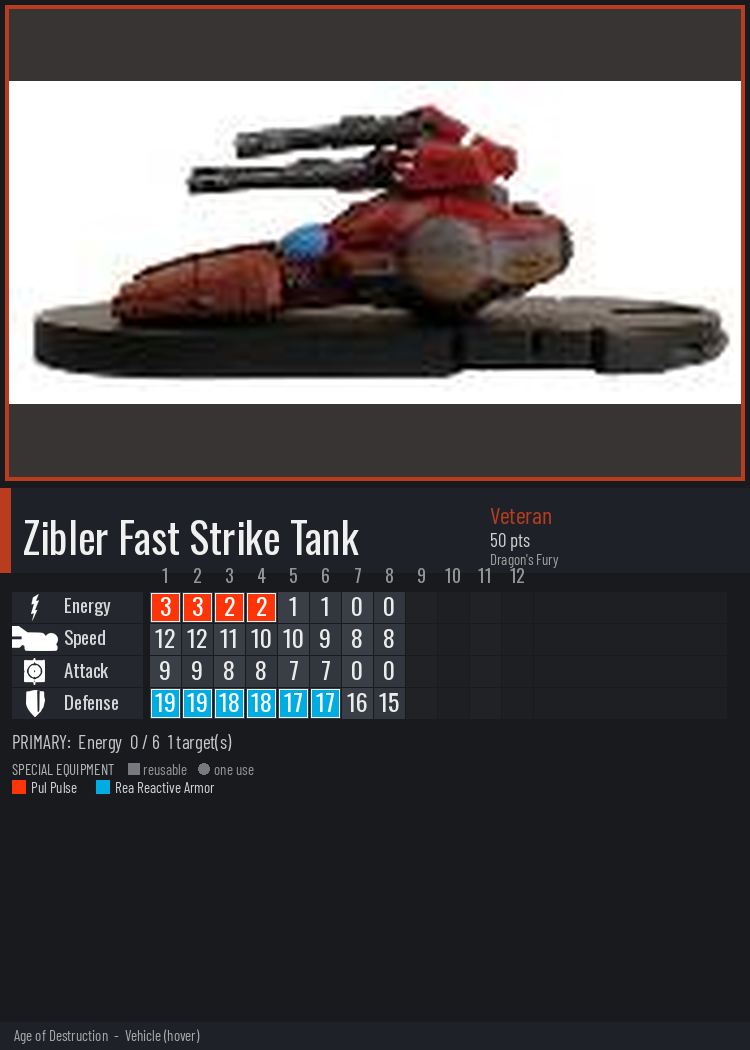 Zibler Fast Strike Tank
Veteran
50 pts
Dragon's Fury
1 2 3 4 5 6 7 8 9 10 11 12
Energy 3 3 2 2 1 1 0 0
Speed 12 12 11 10 10 9 8 8
Attack 9 9 8 8 7 7 0 0
Defense 19 19 18 18 17 17 16 15
PRIMARY: Energy 0 / 6 1 target(s)
SPECIAL EQUIPMENT reusable one use
Pul Pulse Rea Reactive Armor
Age of Destruction - Vehicle (hover)